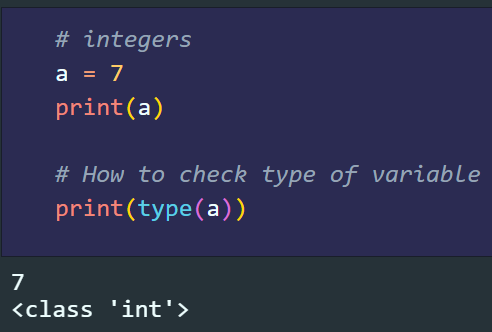 # integers
a = 7
print(a)
# How to check type of variable
print(type(a))
7
<class 'int'>